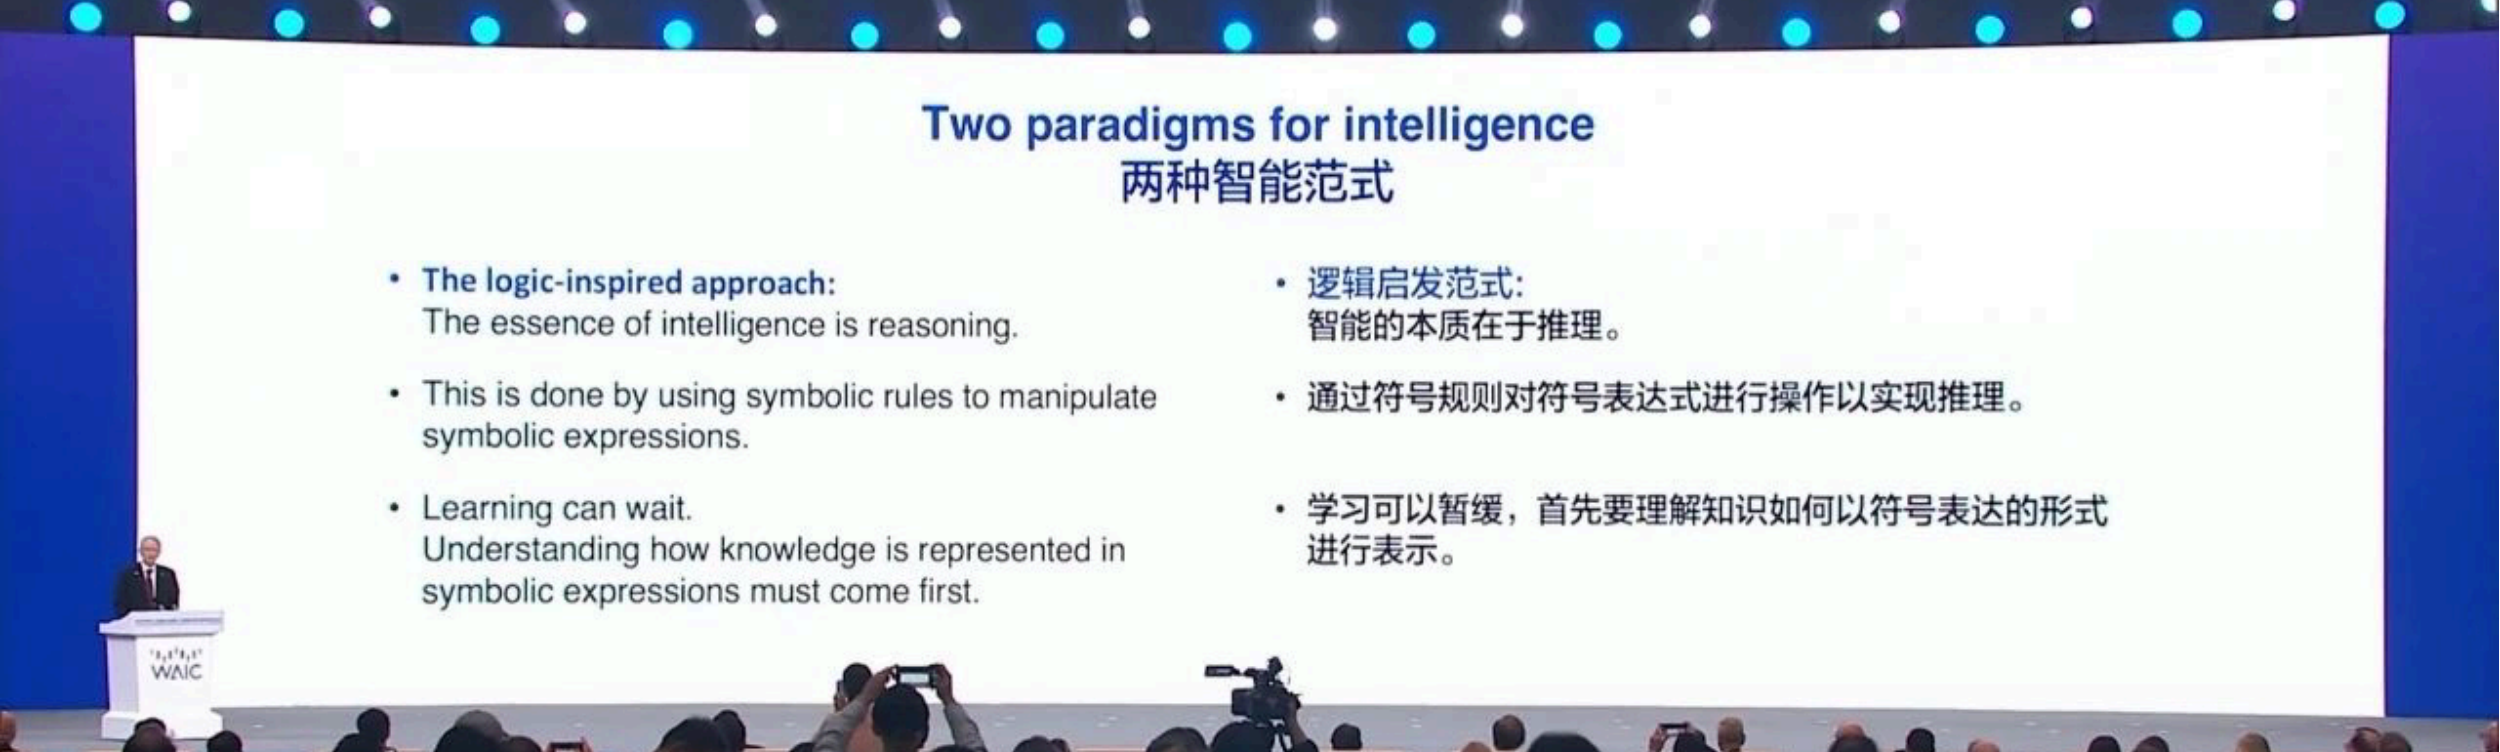 Two paradigms for intelligence
两种智能范式
• The logic-inspired approach:
The essence of intelligence is reasoning.
• This is done by using symbolic rules to manipulate
symbolic expressions.
• Learning can wait.
Understanding how knowledge is represented in
symbolic expressions must come first.
• 逻辑启发范式:
智能的本质在于推理。
• 通过符号规则对符号表达式进行操作以实现推理。
• 学习可以暂缓，首先要理解知识如何以符号表达的形式
进行表示。
WAIC